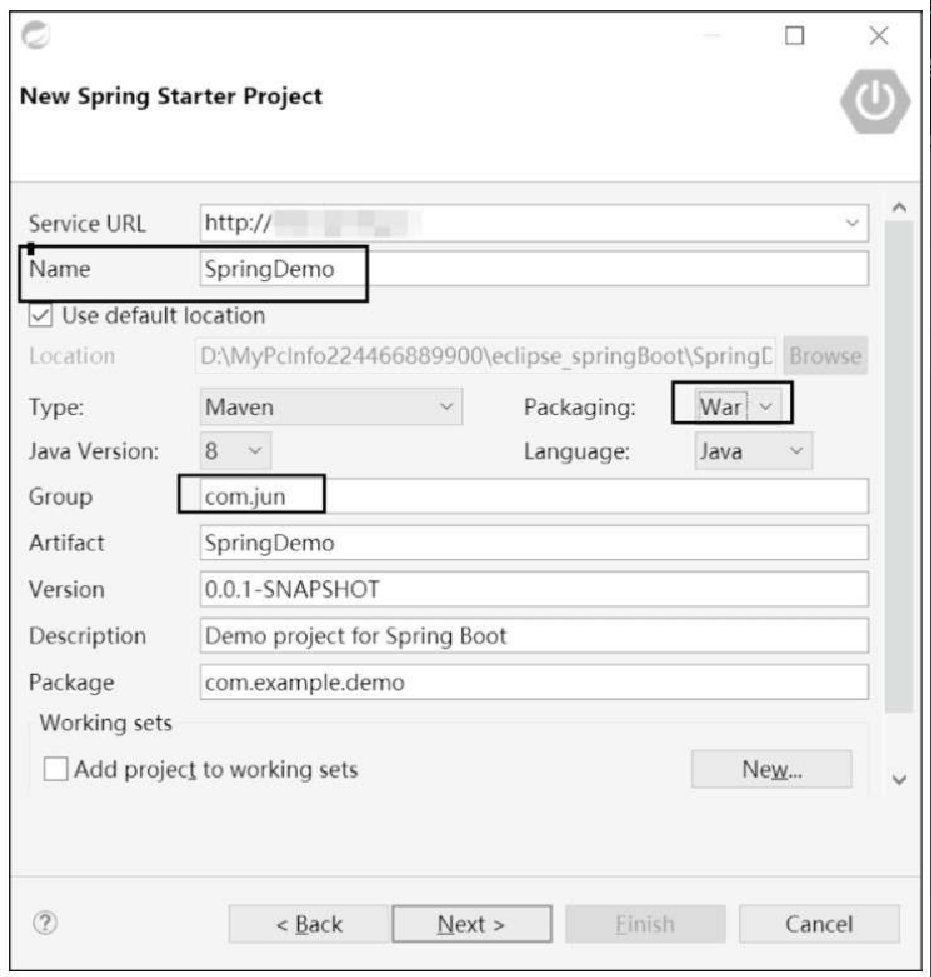 New Spring Starter Project
Service URL http://
Name SpringDemo
Use default location
Location D:\MyPcInfo224466889900\eclipse_springBoot\SpringD Browse
Type: Maven Packaging: War
Java Version: 8 Language: Java
Group com.jun
Artifact SpringDemo
Version 0.0.1-SNAPSHOT
Description Demo project for Spring Boot
Package com.example.demo
Working sets
Add project to working sets New...
? < Back Next > Finish Cancel